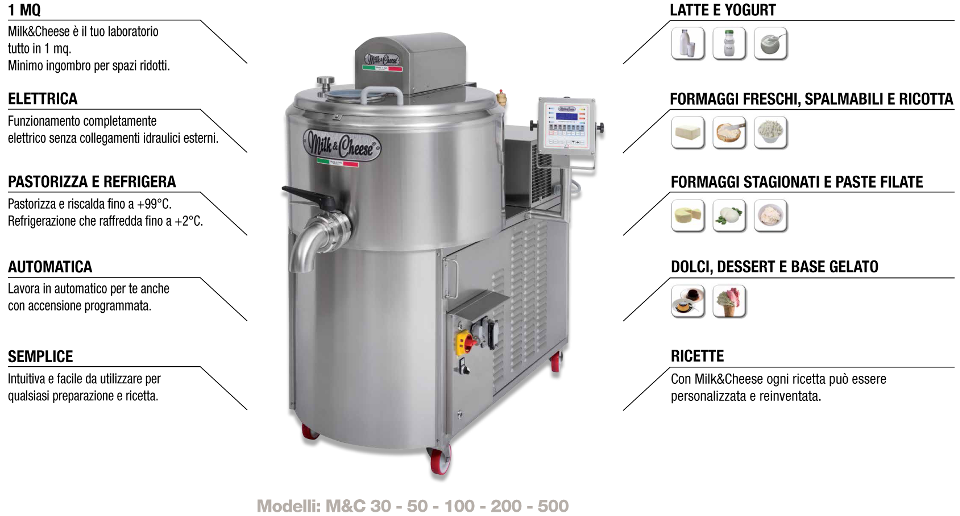 1 MQ
Milk&Cheese è il tuo laboratorio
tutto in 1 mq.
Minimo ingombro per spazi ridotti.
ELETTRICA
Funzionamento completamente
elettrico senza collegamenti idraulici esterni.
PASTORIZZA E REFRIGERA
Pastorizza e riscalda fino a +99°C.
Refrigerazione che raffredda fino a +2°C.
AUTOMATICA
Lavora in automatico per te anche
con accensione programmata.
SEMPLICE
Intuitiva e facile da utilizzare per
qualsiasi preparazione e ricetta.
Milk&Cheese
Milk&Cheese
LATTE E YOGURT
FORMAGGI FRESCHI, SPALMABILI E RICOTTA
FORMAGGI STAGIONATI E PASTE FILATE
DOLCI, DESSERT E BASE GELATO
RICETTE
Con Milk&Cheese ogni ricetta può essere
personalizzata e reinventata.
Modelli: M&C 30 - 50 - 100 - 200 - 500